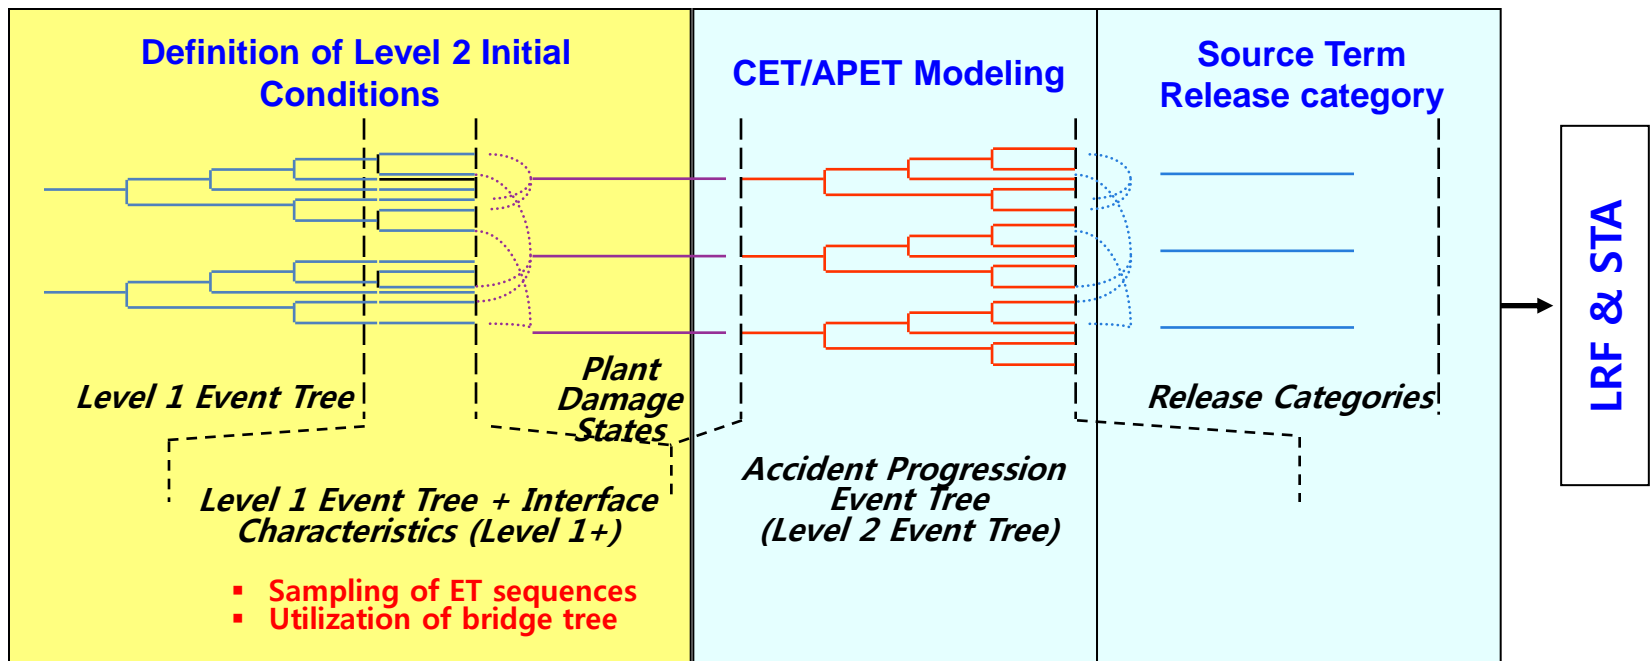 Definition of Level 2 Initial
Conditions
CET/APET Modeling
Source Term
Release category
Level 1 Event Tree
Plant
Damage
States
Release Categories
Level 1 Event Tree + Interface
Characteristics (Level 1+)
Accident Progression
Event Tree
(Level 2 Event Tree)
▪ Sampling of ET sequences
▪ Utilization of bridge tree
LRF & STA